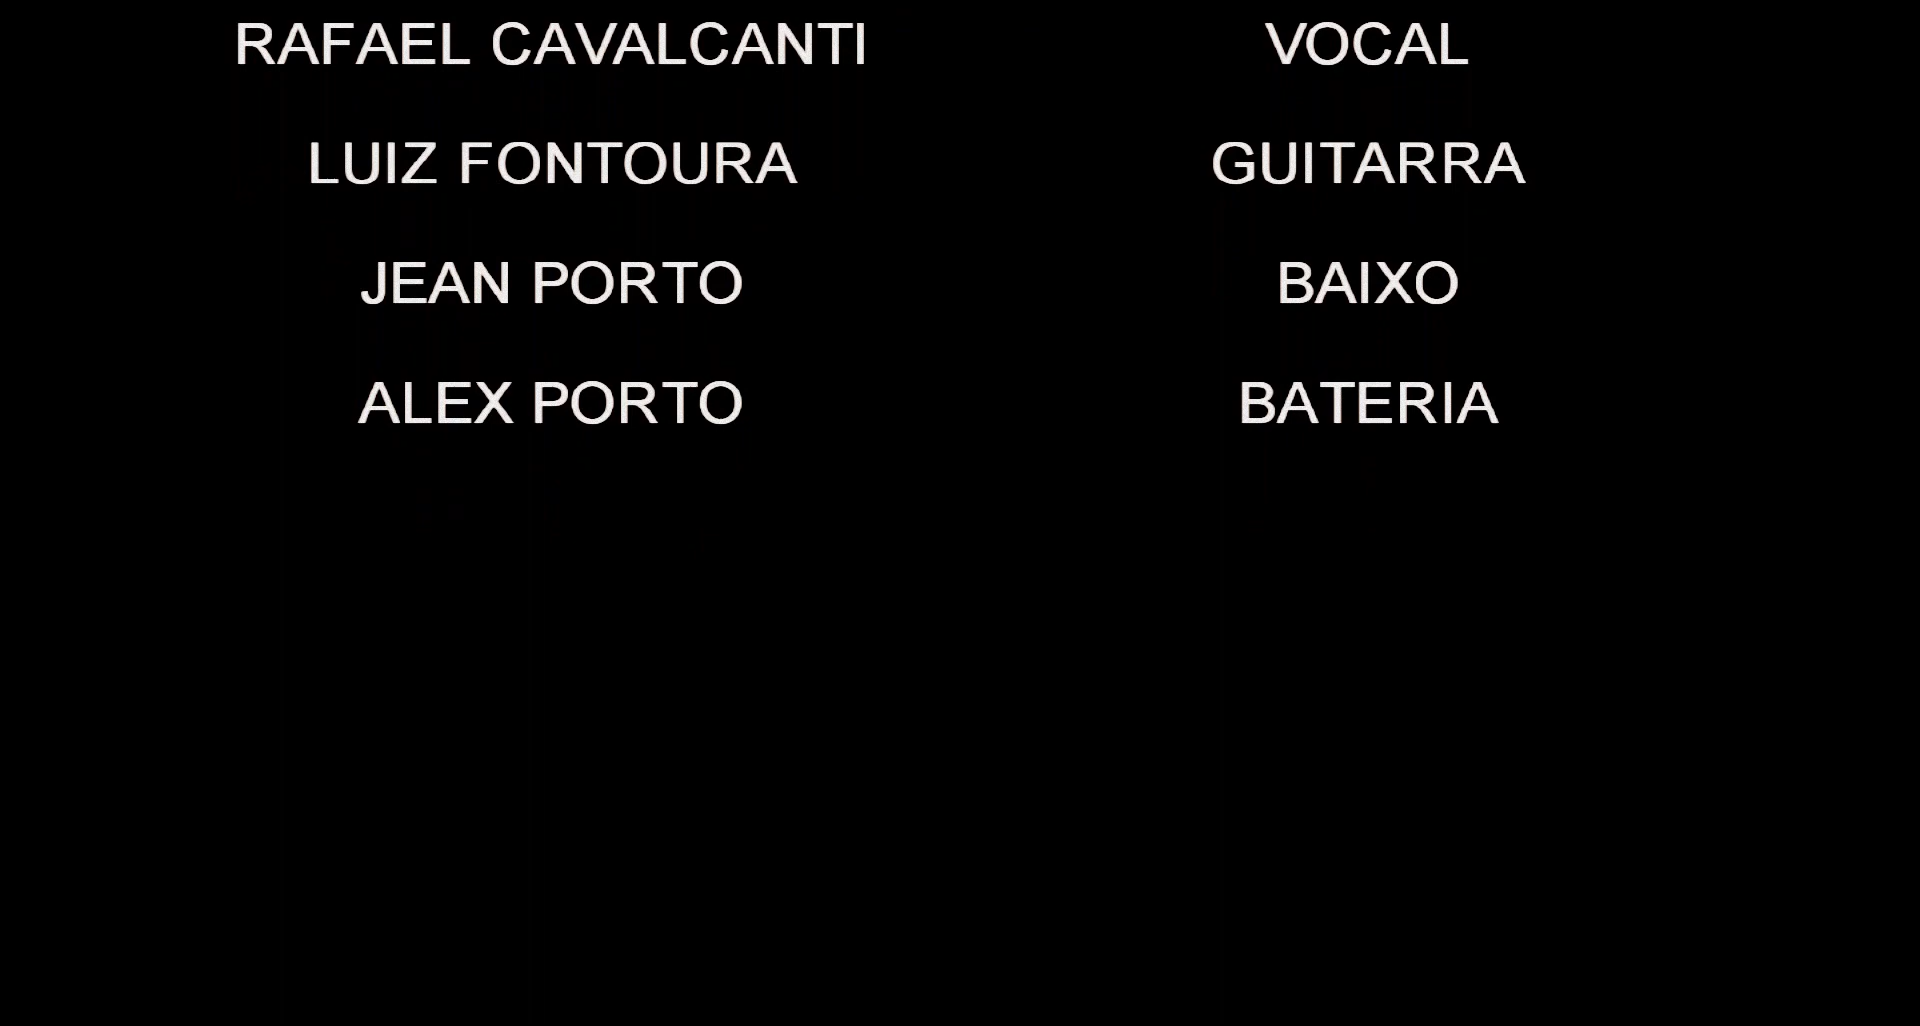 RAFAEL CAVALCANTI VOCAL
LUIZ FONTOURA GUITARRA
JEAN PORTO BAIXO
ALEX PORTO BATERIA